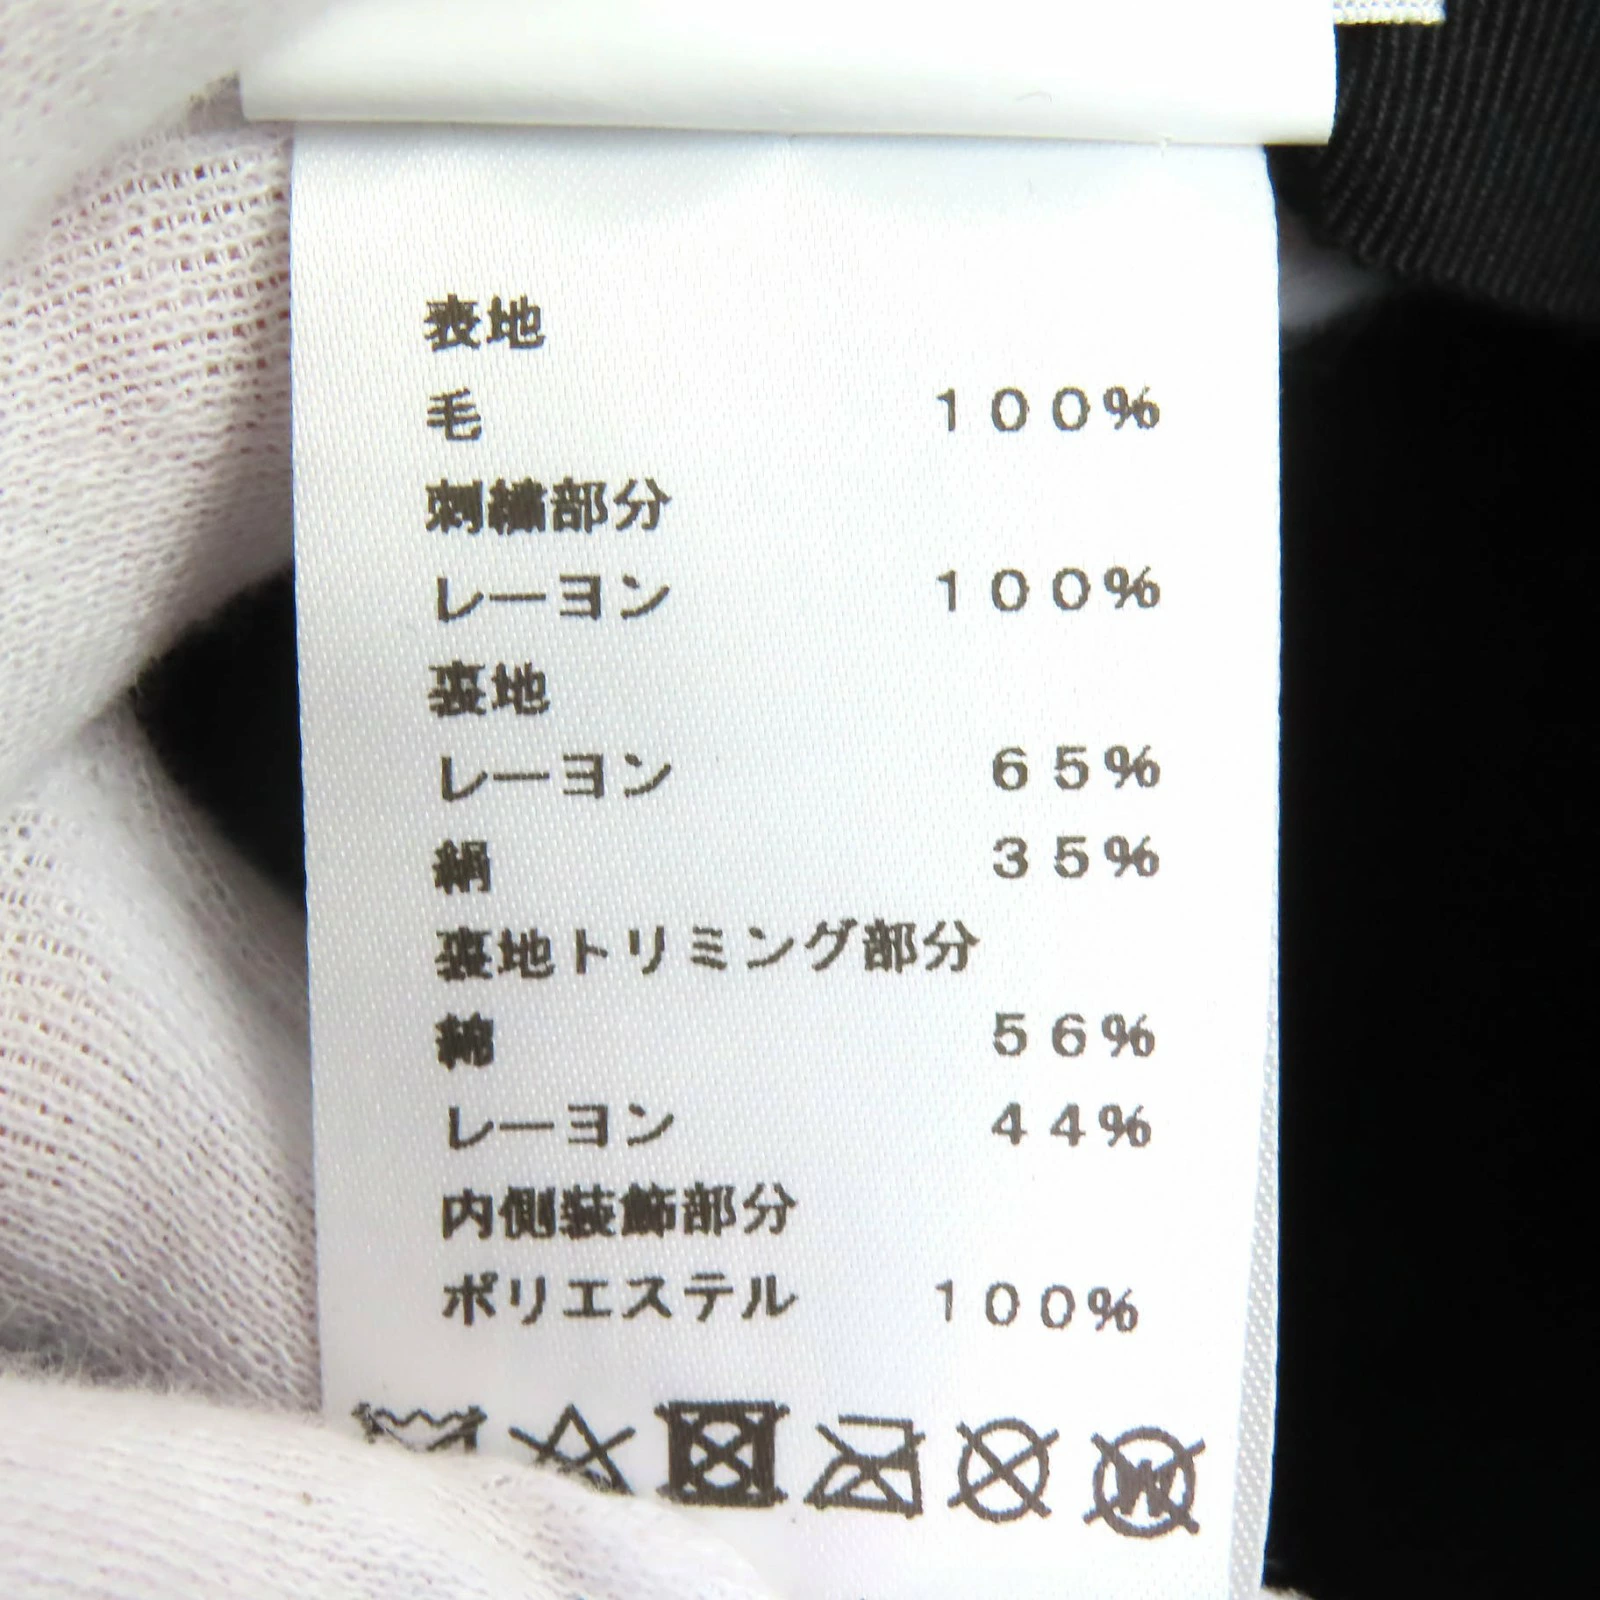 表地
毛 100%
刺繍部分
レーヨン 100%
裏地
レーヨン 65%
絹 35%
裏地トリミング部分
綿 56%
レーヨン 44%
内側装飾部分
ポリエステル 100%
W